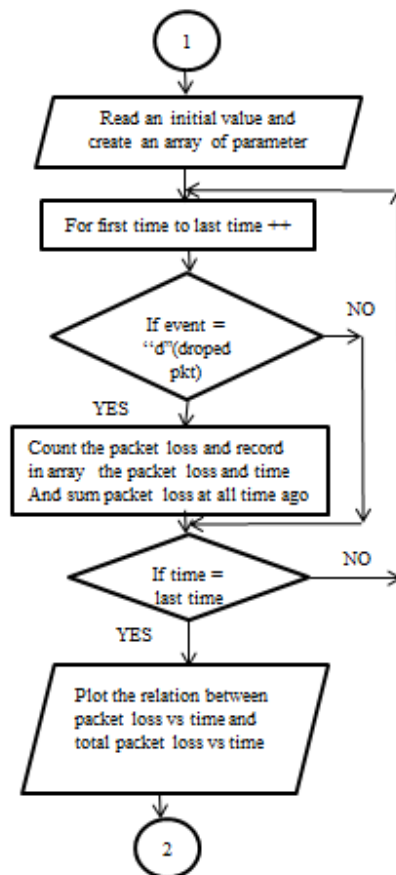 1
Read an initial value and
create an array of parameter
For first time to last time ++
If event =
“d”(droped
pkt)
NO
YES
Count the packet loss and record
in array the packet loss and time
And sum packet loss at all time ago
If time =
last time
NO
YES
Plot the relation between
packet loss vs time and
total packet loss vs time
2